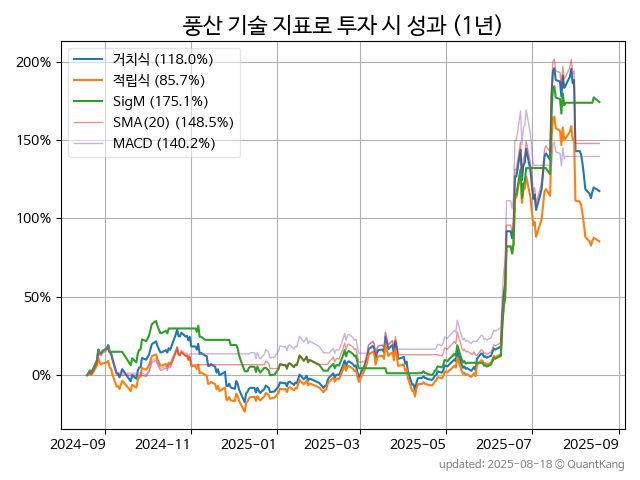 풍산 기술 지표로 투자 시 성과 (1년)
거치식 (118.0%)
적립식 (85.7%)
SigM (175.1%)
SMA(20) (148.5%)
MACD (140.2%)
200%
150%
100%
50%
0%
2024-09 2024-11 2025-01 2025-03 2025-05 2025-07 2025-09
updated: 2025-08-18 © QuantKang